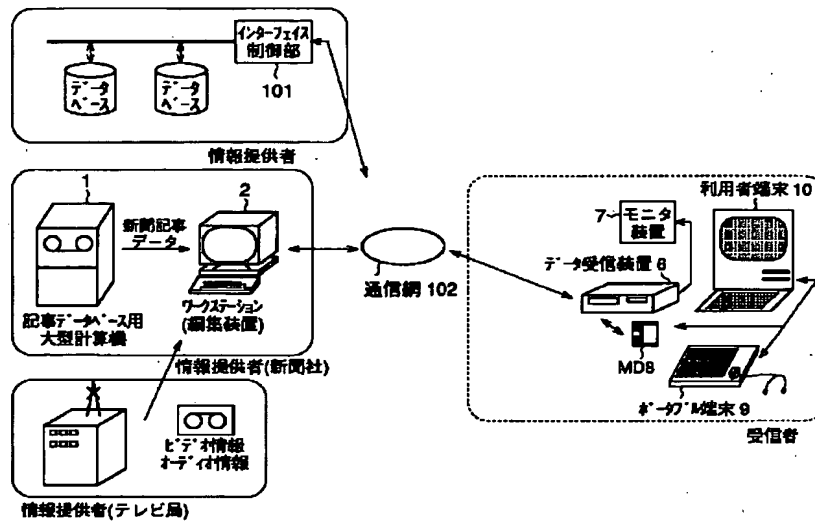 インターフェイス
制御部
101
データ
ベース
データ
ベース
情報提供者
1
新聞記事
データ
2
記事データベース用
大型計算機
ワークステーション
(編集装置)
情報提供者(新聞社)
ビデオ情報
オーディオ情報
情報提供者(テレビ局)
通信網 102
7
モニタ
装置
利用者端末 10
データ受信装置 6
MD8
ポータブル端末 9
受信者